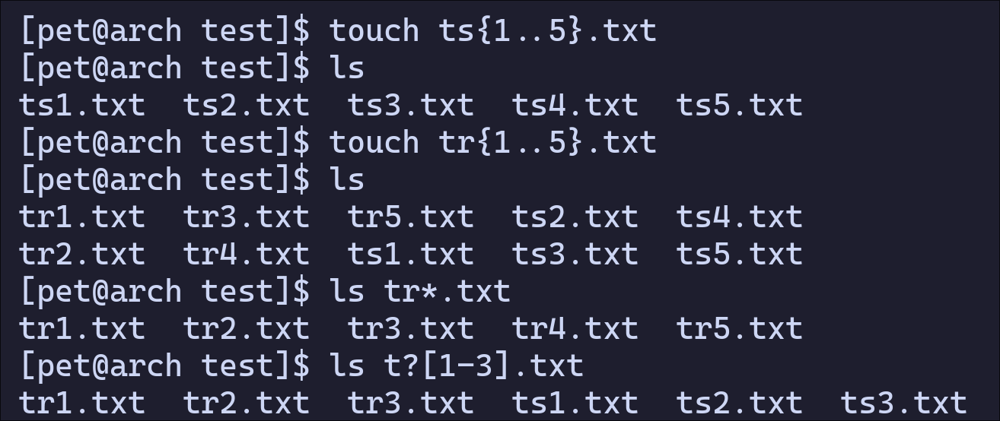 [pet@arch test]$ touch ts{1..5}.txt
[pet@arch test]$ ls
ts1.txt  ts2.txt  ts3.txt  ts4.txt  ts5.txt
[pet@arch test]$ touch tr{1..5}.txt
[pet@arch test]$ ls
tr1.txt  tr3.txt  tr5.txt  ts2.txt  ts4.txt
tr2.txt  tr4.txt  ts1.txt  ts3.txt  ts5.txt
[pet@arch test]$ ls tr*.txt
tr1.txt  tr2.txt  tr3.txt  tr4.txt  tr5.txt
[pet@arch test]$ ls t?[1-3].txt
tr1.txt  tr2.txt  tr3.txt  ts1.txt  ts2.txt  ts3.txt